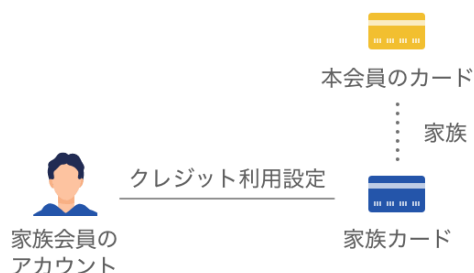 本会員のカード
家族
クレジット利用設定
家族会員の
アカウント
家族カード